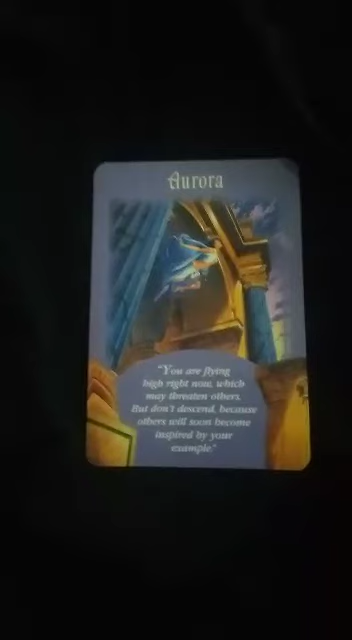 Aurora
"You are flying
high right now, which
may threaten others.
But don't descend, because
others will soon become
inspired by your
example."